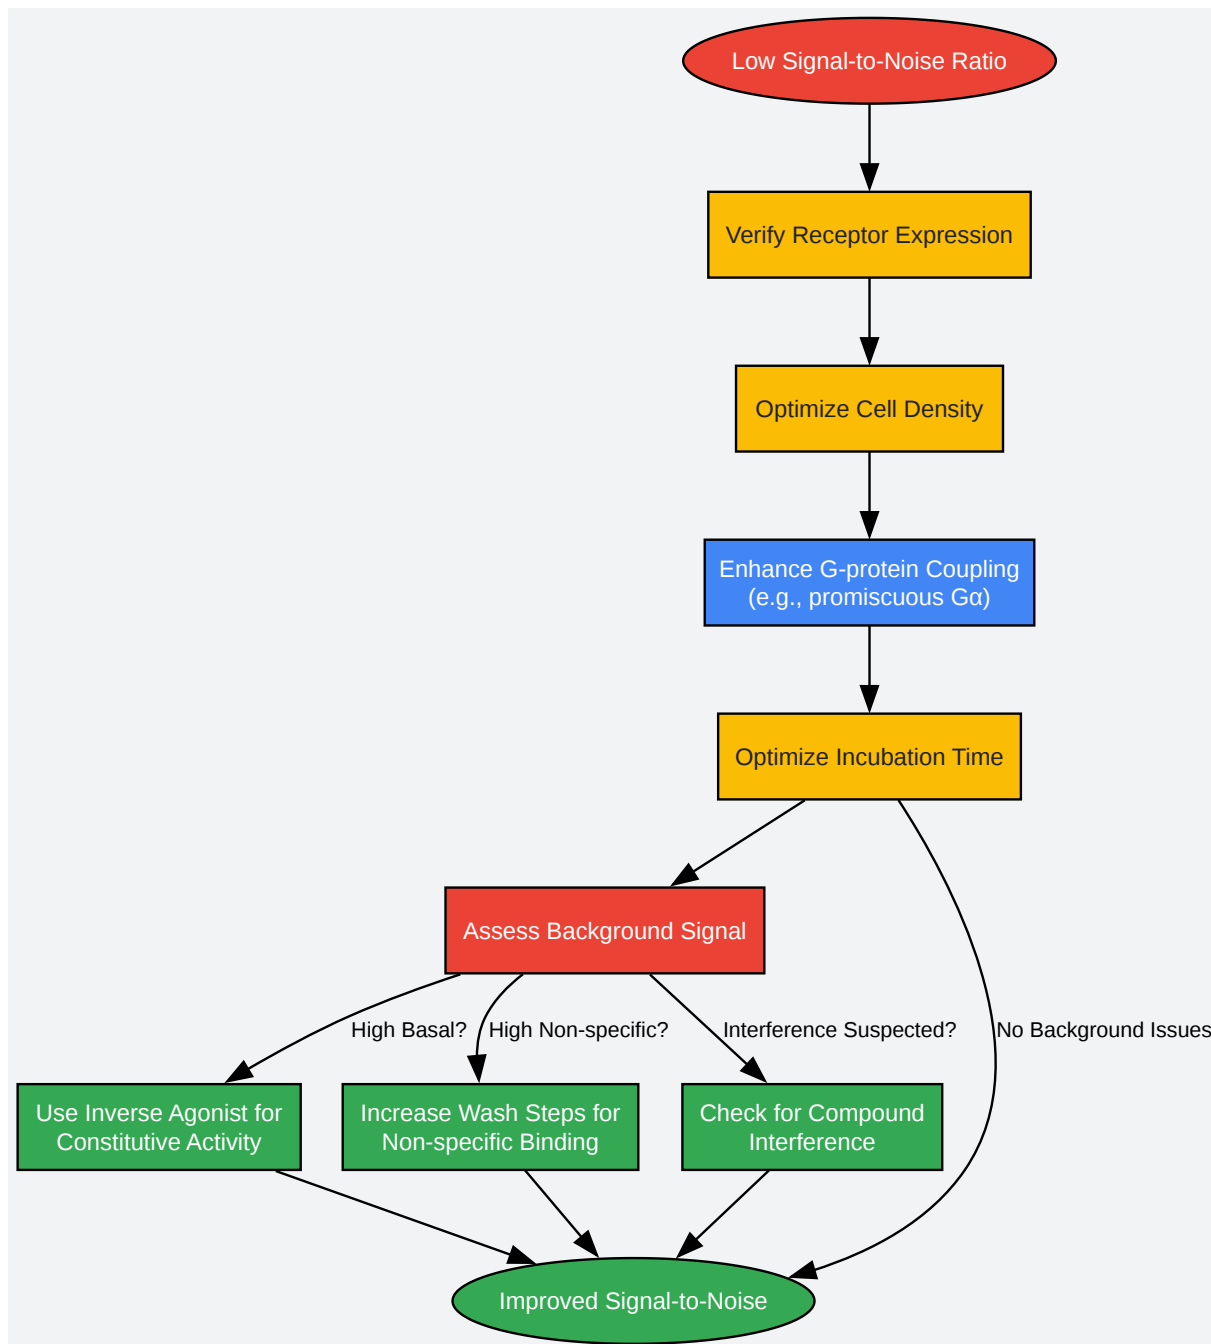 Low Signal-to-Noise Ratio
Verify Receptor Expression
Optimize Cell Density
Enhance G-protein Coupling
(e.g., promiscuous Gα)
Optimize Incubation Time
Assess Background Signal
High Basal?
High Non-specific?
Interference Suspected?
No Background Issues
Use Inverse Agonist for
Constitutive Activity
Increase Wash Steps for
Non-specific Binding
Check for Compound
Interference
Improved Signal-to-Noise